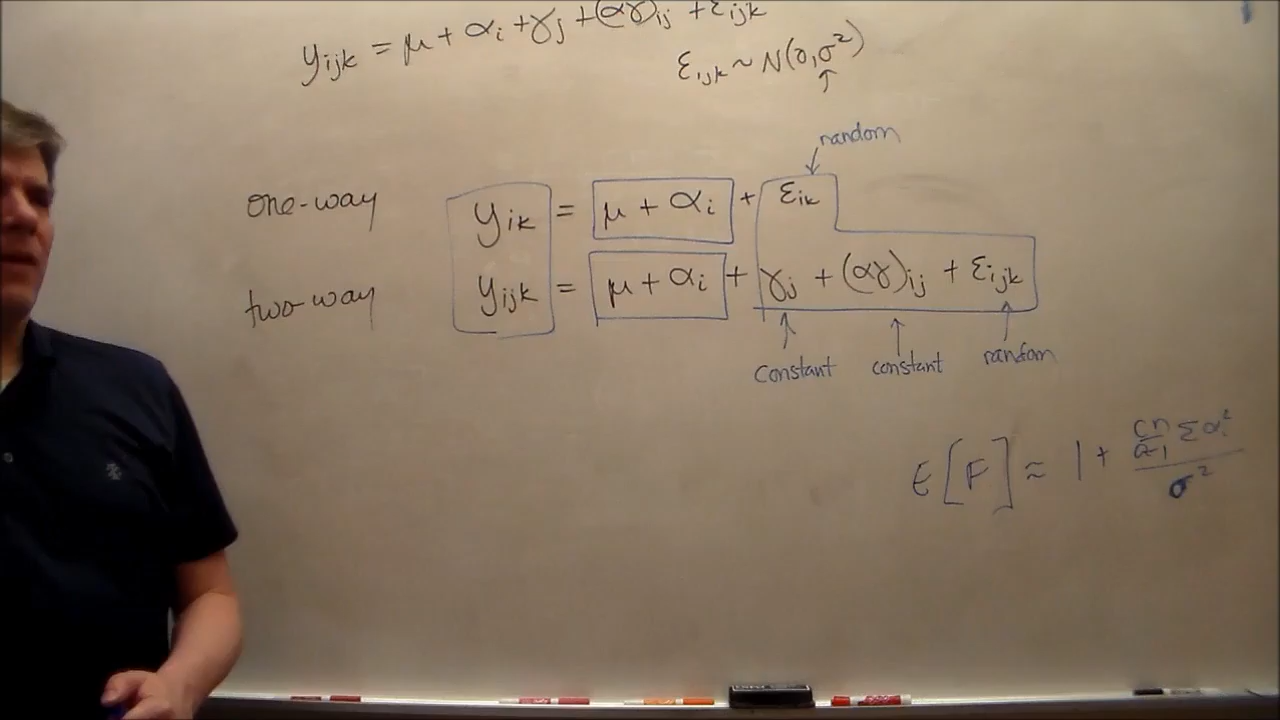 y_ijk = μ + α_i + γ_j + (αγ)_ij + ε_ijk
ε_ijk ~ N(0, σ²)
↑
random
one-way y_ik = μ + α_i + ε_ik
two-way y_ijk = μ + α_i + γ_j + (αγ)_ij + ε_ijk
constant constant random
E[F] ≈ 1 + (cn/(a-1) Σα_i²)/σ²